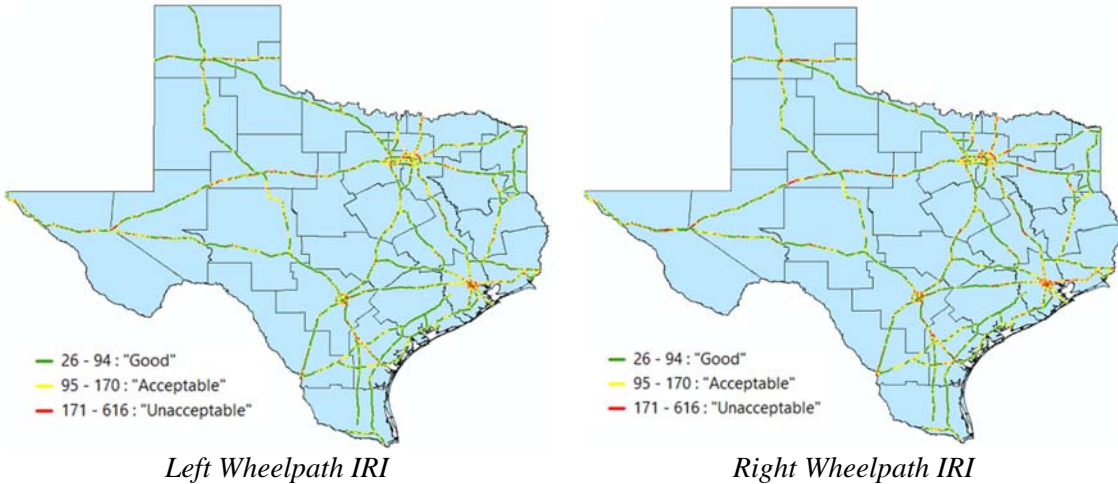 26 - 94 : "Good"
95 - 170 : "Acceptable"
171 - 616 : "Unacceptable"
Left Wheelpath IRI
26 - 94 : "Good"
95 - 170 : "Acceptable"
171 - 616 : "Unacceptable"
Right Wheelpath IRI